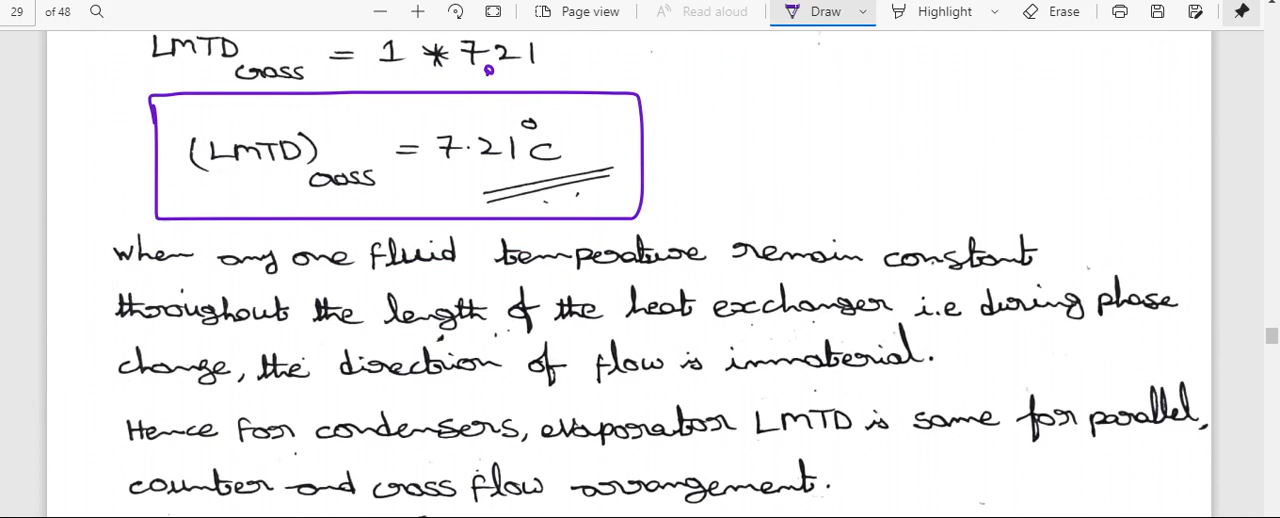 29 of 48 Page view Read aloud Draw Highlight Erase
LMTD cross = 1 * 7.21
(LMTD) cross = 7.21°C
When any one fluid temperature remain constant
throughout the length of the heat exchanger i.e during phase
change, the direction of flow is immaterial.
Hence for condensers, evaporator LMTD is same for parallel,
counter and cross flow arrangement.